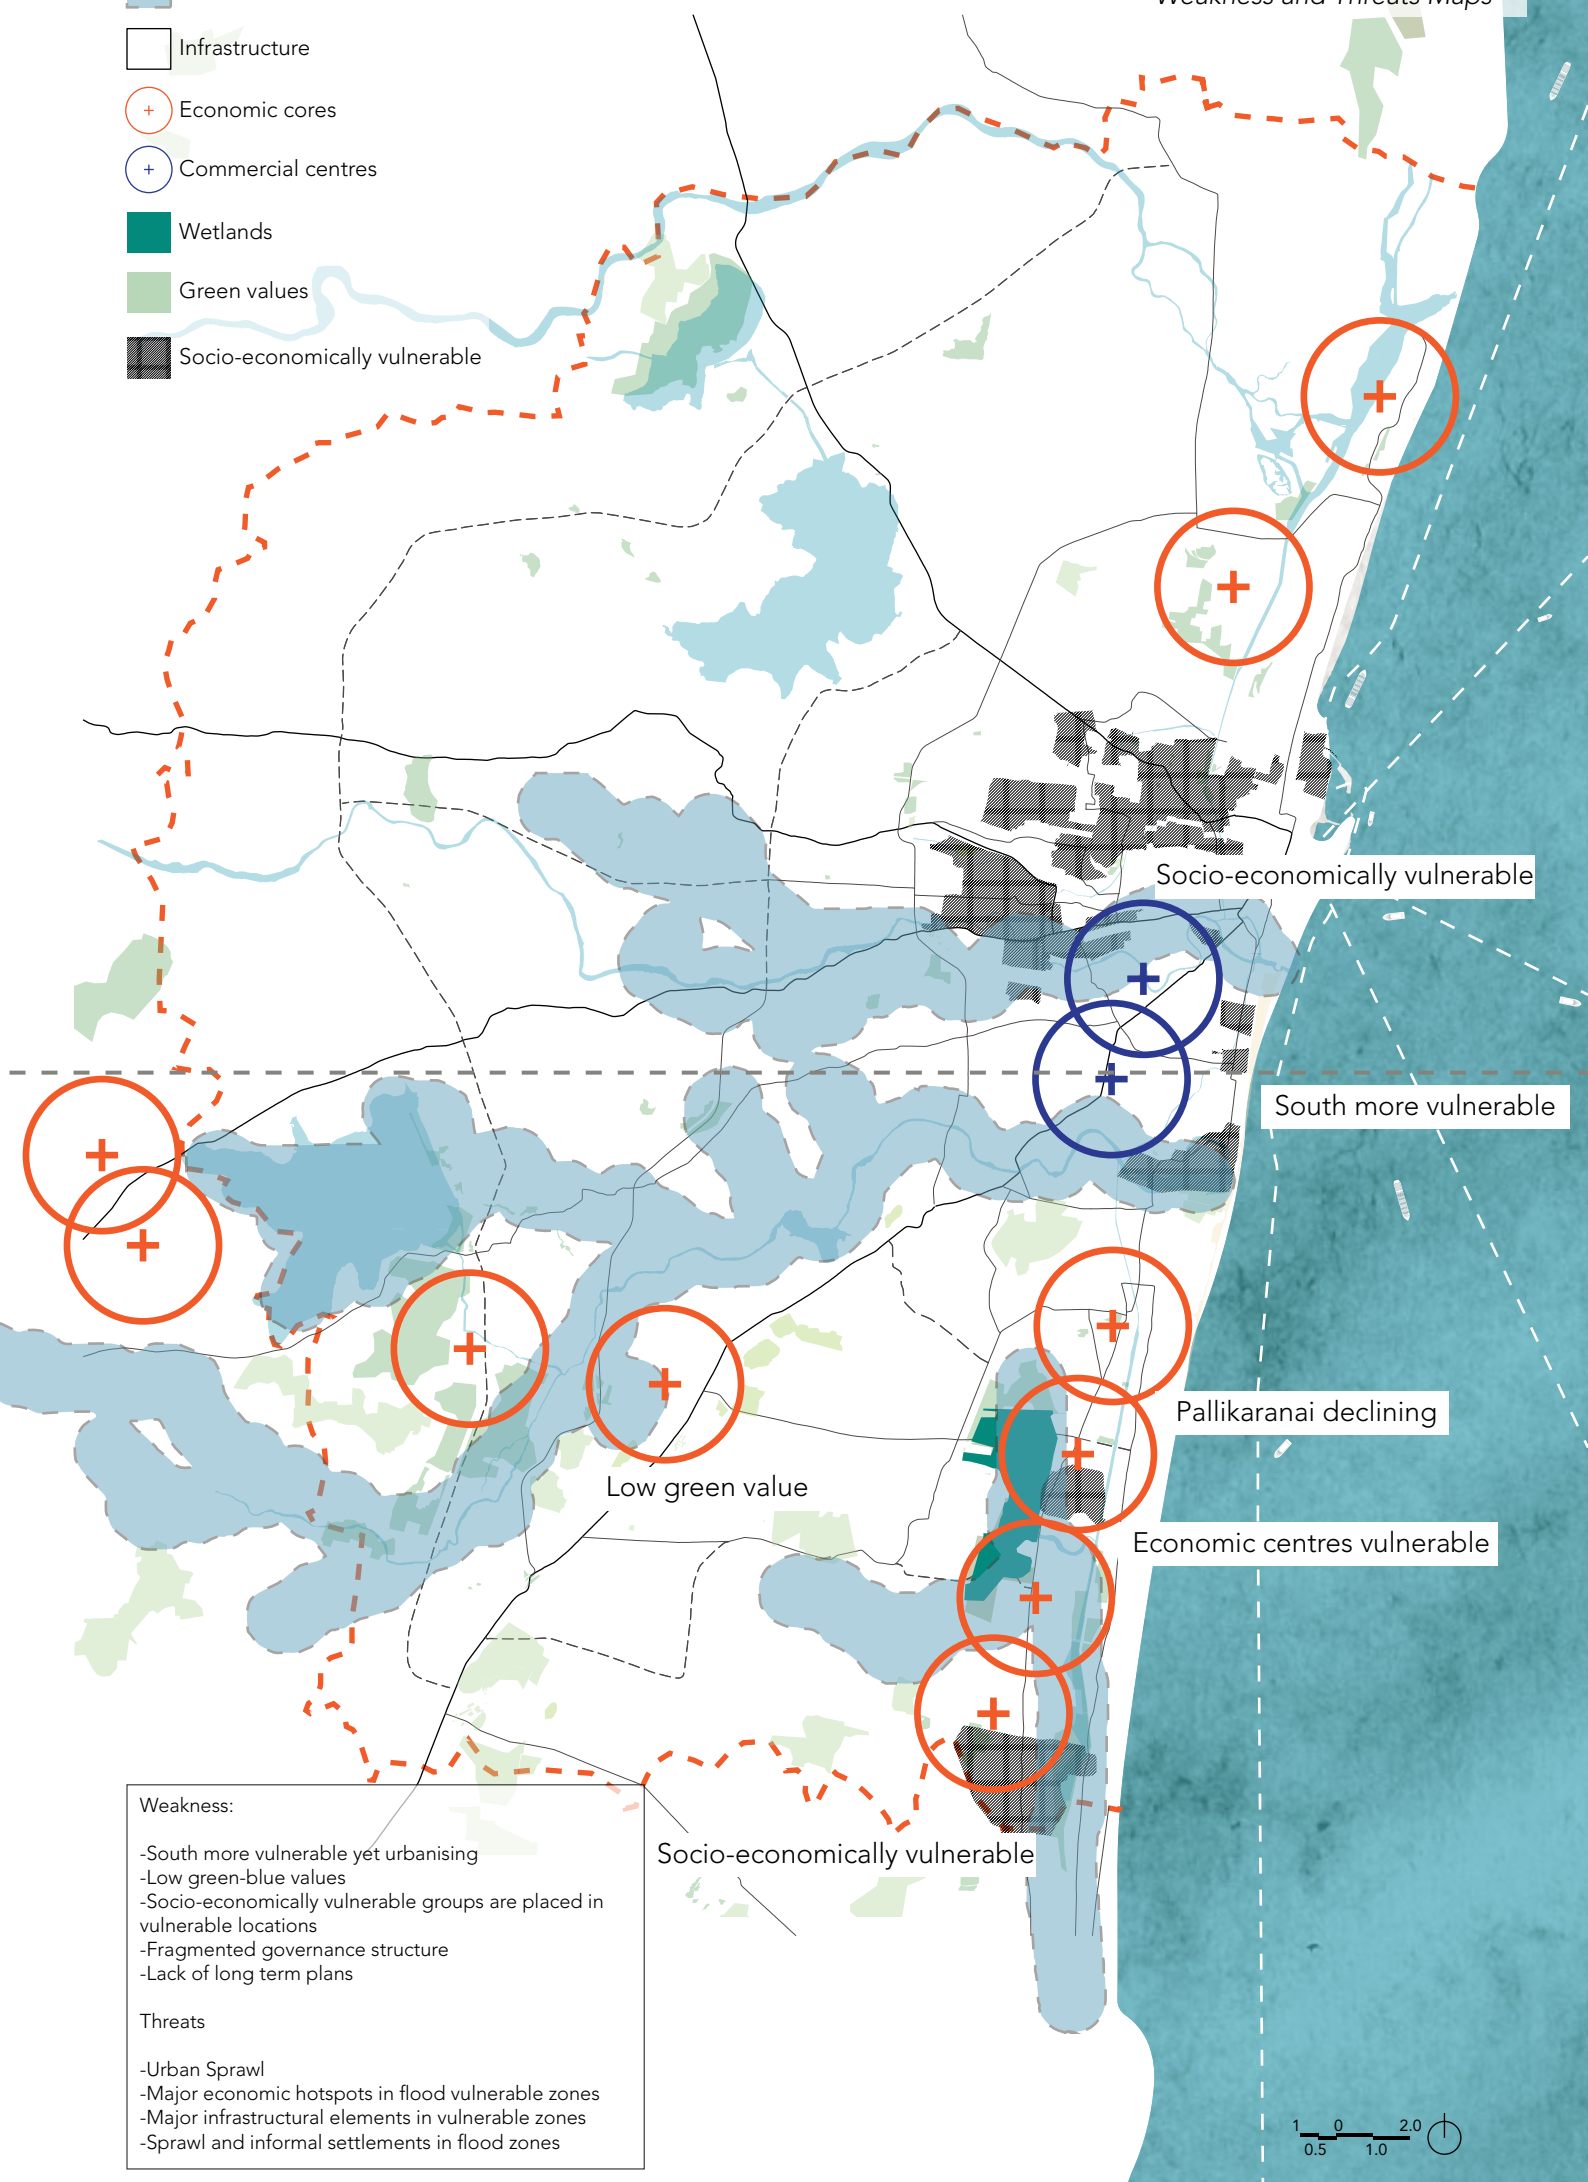 Weakness and Threats Maps
Infrastructure
Economic cores
Commercial centres
Wetlands
Green values
Socio-economically vulnerable
Socio-economically vulnerable
South more vulnerable
Pallikaranai declining
Low green value
Economic centres vulnerable
Socio-economically vulnerable
Weakness:
-South more vulnerable yet urbanising
-Low green-blue values
-Socio-economically vulnerable groups are placed in
vulnerable locations
-Fragmented governance structure
-Lack of long term plans
Threats
-Urban Sprawl
-Major economic hotspots in flood vulnerable zones
-Major infrastructural elements in vulnerable zones
-Sprawl and informal settlements in flood zones
1 0 2.0
0.5 1.0